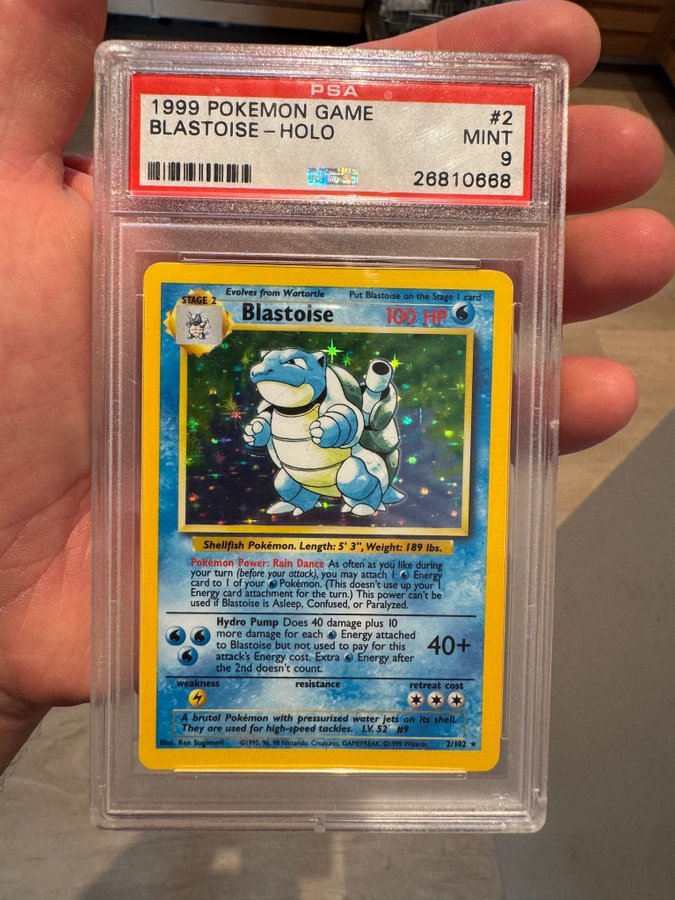 PSA
1999 POKEMON GAME #2
BLASTOISE - HOLO MINT
9
26810668
STAGE 2
Evolves from Wartortle Put Blastoise on the Stage 1 card
Blastoise 100 HP
Shellfish Pokémon. Length: 5' 3", Weight: 189 lbs.
Pokémon Power: Rain Dance As often as you like during
your turn (before your attack), you may attach 1 Energy
card to 1 of your Pokémon. (This doesn't use up your 1
Energy card attachment for the turn.) This power can't be
used if Blastoise is Asleep, Confused, or Paralyzed.
Hydro Pump Does 40 damage plus 10
more damage for each Energy attached
to Blastoise but not used to pay for this
attack's Energy cost. Extra Energy after
the 2nd doesn't count.
40+
weakness resistance retreat cost
A brutal Pokémon with pressurized water jets on its shell.
They are used for high-speed tackles. LV. 52 #9
Illus. Ken Sugimori ©1995, 96, 98 Nintendo, Creatures, GAMEFREAK. ©1999 Wizards. 2/102 ★